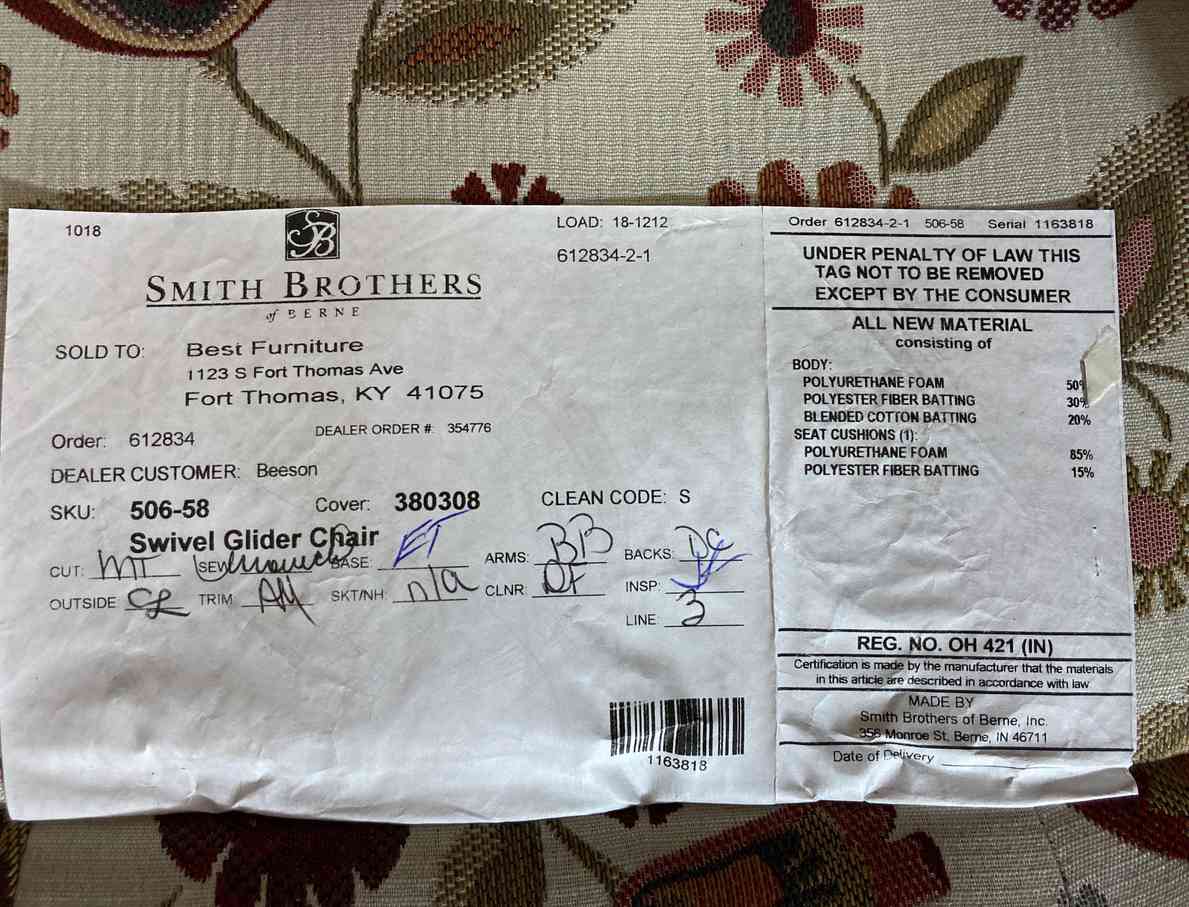 1018
SB
SMITH BROTHERS
of BERNE
LOAD: 18-1212
612834-2-1
SOLD TO: Best Furniture
1123 S Fort Thomas Ave
Fort Thomas, KY 41075
Order: 612834 DEALER ORDER #: 354776
DEALER CUSTOMER: Beeson
SKU: 506-58 Cover: 380308 CLEAN CODE: S
Swivel Glider Chair
CUT: MT SEW BASE: ET ARMS: BB BACKS: DC
OUTSIDE: CL TRIM AM SKT/NH: n/a CLNR: INSP:
LINE: 3
1163818
Order 612834-2-1 506-58 Serial 1163818
UNDER PENALTY OF LAW THIS
TAG NOT TO BE REMOVED
EXCEPT BY THE CONSUMER
ALL NEW MATERIAL
consisting of
BODY:
POLYURETHANE FOAM 50%
POLYESTER FIBER BATTING 30%
BLENDED COTTON BATTING 20%
SEAT CUSHIONS (1):
POLYURETHANE FOAM 85%
POLYESTER FIBER BATTING 15%
REG. NO. OH 421 (IN)
Certification is made by the manufacturer that the materials
in this article are described in accordance with law
MADE BY
Smith Brothers of Berne, Inc.
356 Monroe St. Berne, IN 46711
Date of Delivery